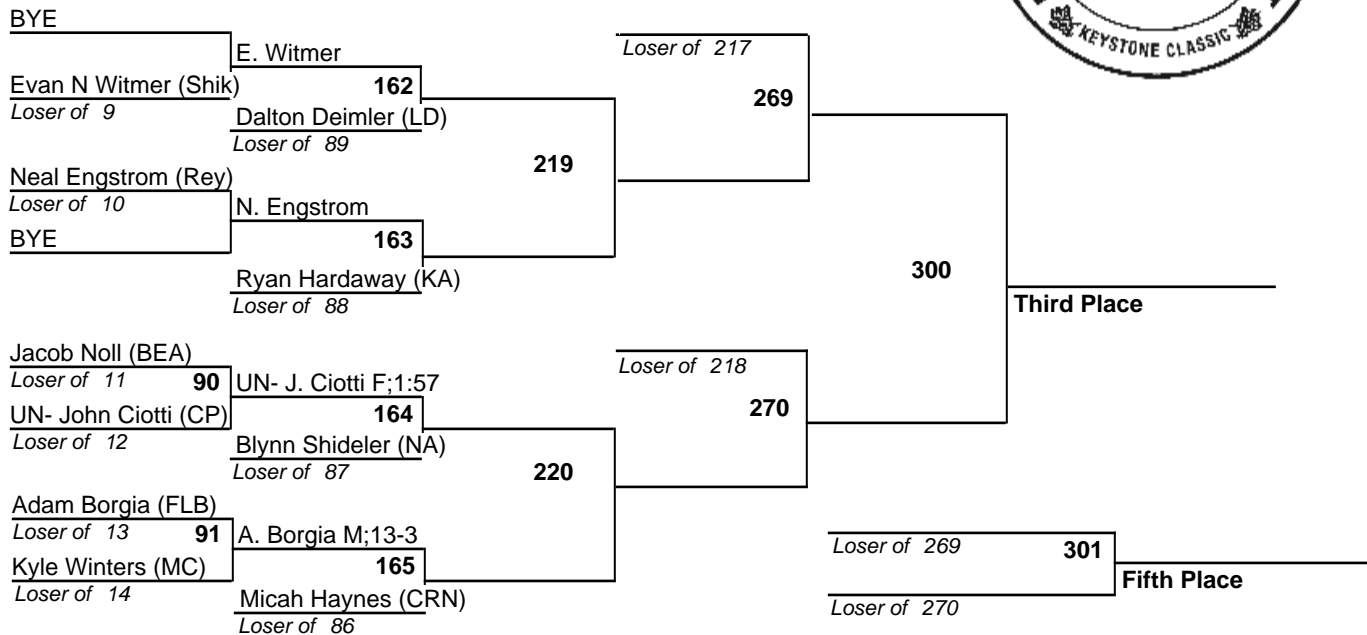 BYE
E. Witmer
Evan N Witmer (Shik)
162
Loser of 9
Dalton Deimler (LD)
Loser of 89
219
Neal Engstrom (Rey)
Loser of 10
N. Engstrom
BYE
163
Ryan Hardaway (KA)
Loser of 88
Jacob Noll (BEA)
Loser of 11
90
UN- J. Ciotti F;1:57
UN- John Ciotti (CP)
164
Loser of 12
Blynn Shideler (NA)
Loser of 87
220
Adam Borgia (FLB)
Loser of 13
91
A. Borgia M;13-3
Kyle Winters (MC)
165
Loser of 14
Micah Haynes (CRN)
Loser of 86
Loser of 217
269
Loser of 218
270
300
Third Place
Loser of 269
301
Fifth Place
Loser of 270
KEYSTONE CLASSIC